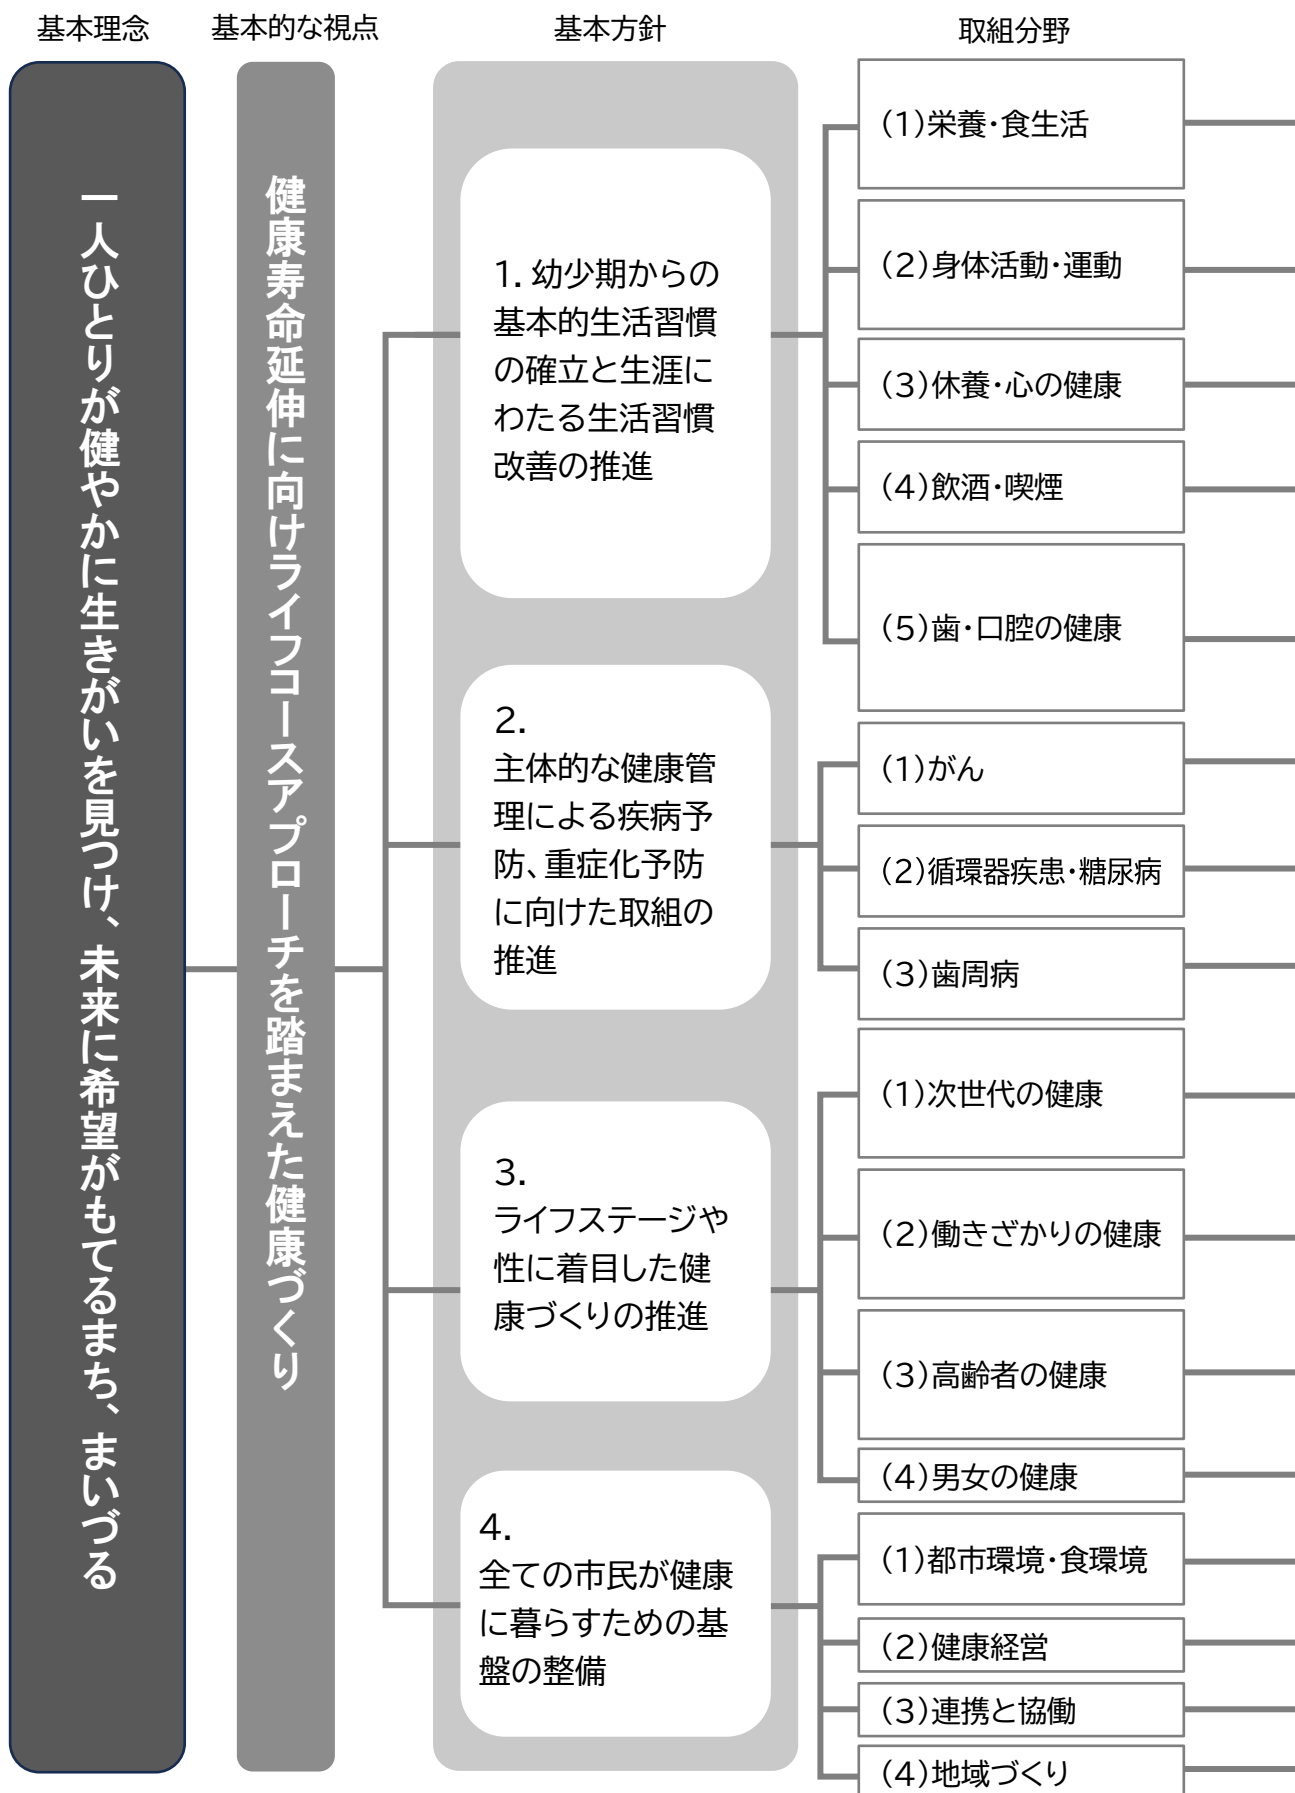 基本理念
基本的な視点
基本方針
取組分野
一人ひとりが健やかに生きがいを見つけ、未来に希望がもてるまち、まいづる
健康寿命延伸に向けライフコースアプローチを踏まえた健康づくり
1. 幼少期からの
基本的生活習慣
の確立と生涯に
わたる生活習慣
改善の推進
(1)栄養・食生活
(2)身体活動・運動
(3)休養・心の健康
(4)飲酒・喫煙
(5)歯・口腔の健康
2.
主体的な健康管
理による疾病予
防、重症化予防
に向けた取組の
推進
(1)がん
(2)循環器疾患・糖尿病
(3)歯周病
3.
ライフステージや
性に着目した健
康づくりの推進
(1)次世代の健康
(2)働きざかりの健康
(3)高齢者の健康
(4)男女の健康
4.
全ての市民が健康
に暮らすための基
盤の整備
(1)都市環境・食環境
(2)健康経営
(3)連携と協働
(4)地域づくり